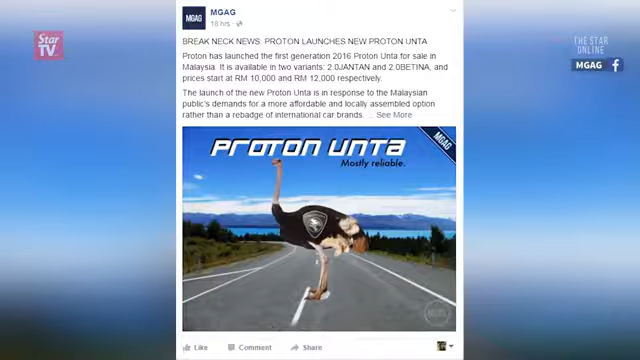 Star
TV
MGAG
MGAG
18 hrs
THE STAR
ONLINE
MGAG f
BREAK NECK NEWS: PROTON LAUNCHES NEW PROTON UNTA
Proton has launched the first generation 2016 Proton Unta for sale in
Malaysia. It is available in two variants: 2.0JANTAN and 2.0BETINA, and
prices start at RM 10,000 and RM 12,000 respectively.
The launch of the new Proton Unta is in response to the Malaysian
public's demands for a more affordable and locally assembled option
rather than a rebadge of international car brands. ... See More
PROTON UNTA
Mostly reliable.
MGAG
MGAG
Like Comment Share